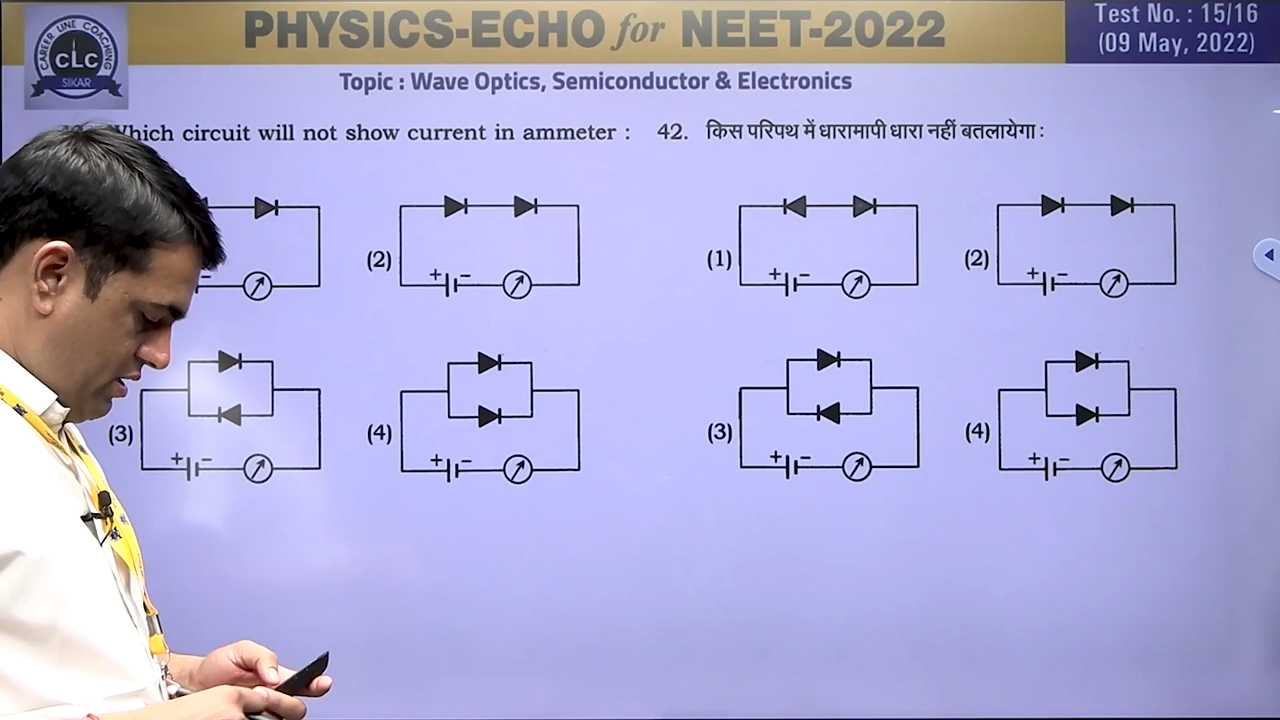 PHYSICS-ECHO for NEET-2022
Test No. : 15/16
(09 May, 2022)
CAREER LINE COACHING
CLC
SIKAR
Topic : Wave Optics, Semiconductor & Electronics
Which circuit will not show current in ammeter :
42. किस परिपथ में धारामापी धारा नहीं बतलायेगा :
(2)
(1)
(2)
+ −
+ −
+ −
(3)
(4)
(3)
(4)
+ −
+ −
+ −
+ −